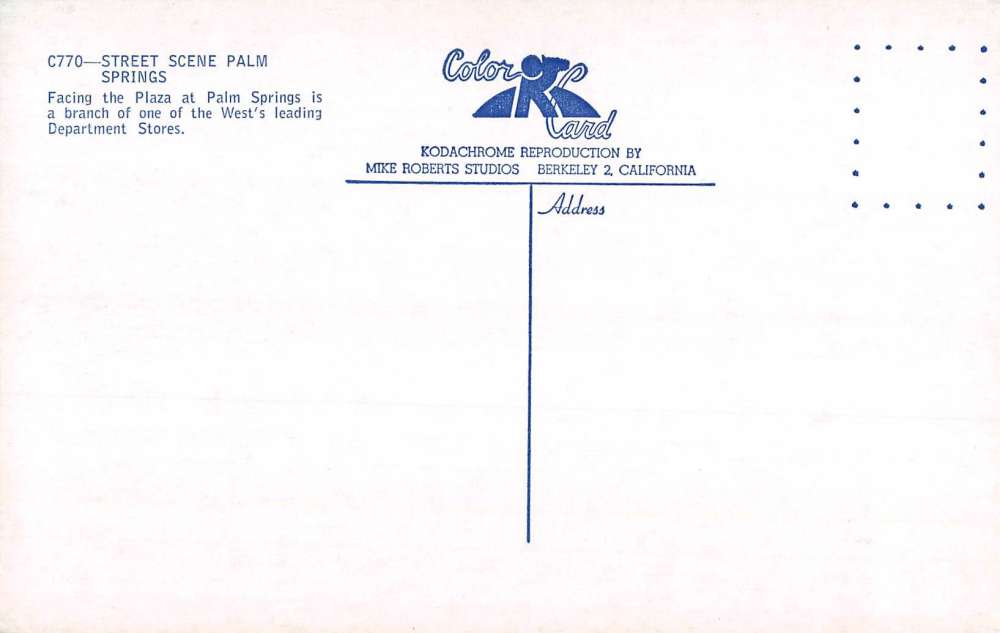 C770—STREET SCENE PALM
SPRINGS
Facing the Plaza at Palm Springs is
a branch of one of the West's leading
Department Stores.
Color
Card
KODACHROME REPRODUCTION BY
MIKE ROBERTS STUDIOS BERKELEY 2, CALIFORNIA
Address